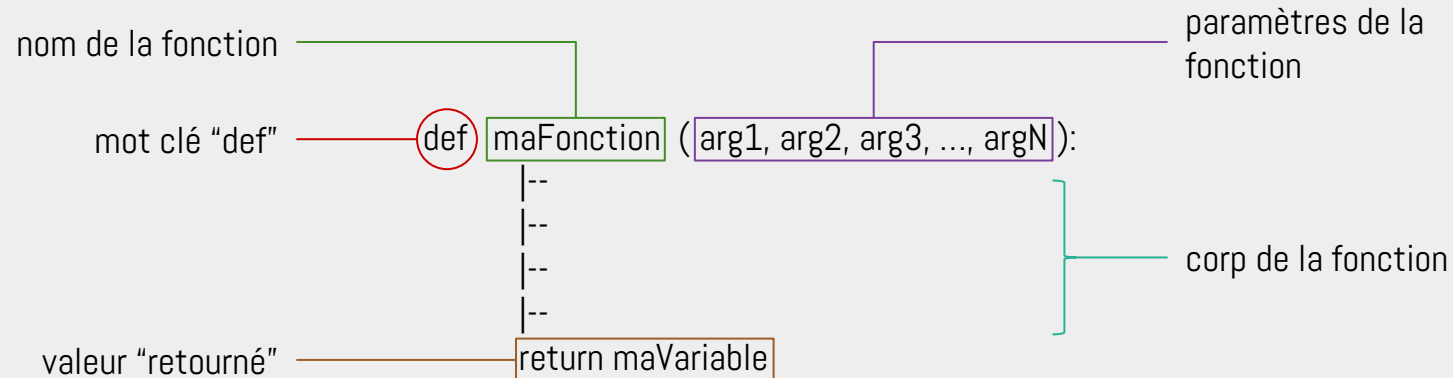 nom de la fonction
paramètres de la
fonction
mot clé “def”
def maFonction (arg1, arg2, arg3, ..., argN):
|--
|--
|--
|--
corp de la fonction
valeur “retourné”
return maVariable